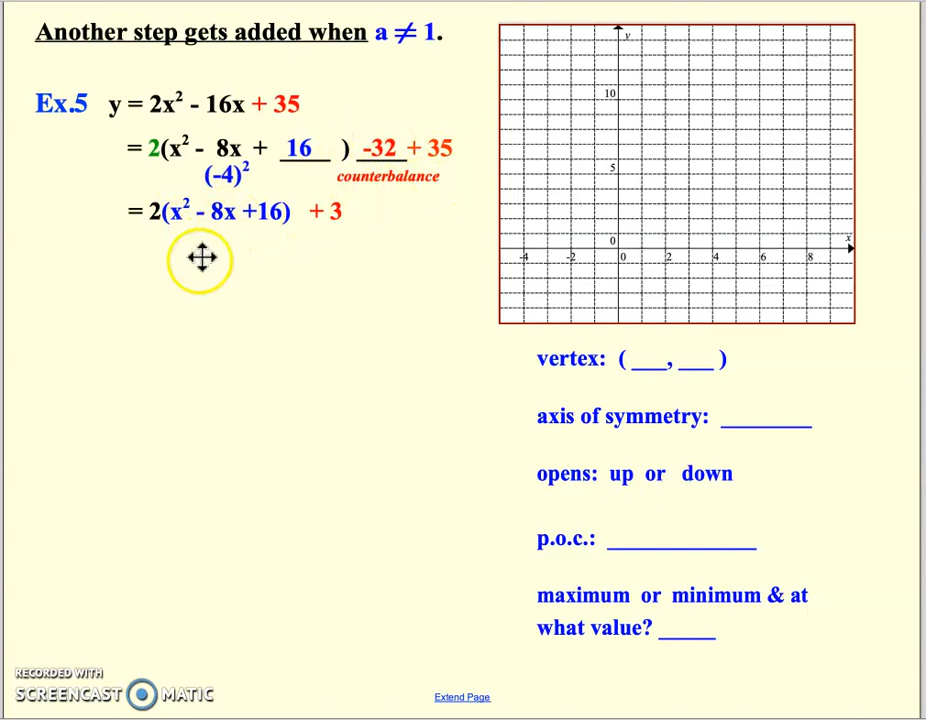 Another step gets added when a ≠ 1.
Ex.5 y = 2x² - 16x + 35
= 2(x² - 8x + 16 ) -32 + 35
(-4)²
counterbalance
= 2(x² - 8x +16) + 3
y
10
5
0
x
-4 -2 0 2 4 6 8
vertex: ( ___, ___ )
axis of symmetry: ________
opens: up or down
p.o.c.: _____________
maximum or minimum & at
what value? _____
RECORDED WITH
SCREENCAST O MATIC
Extend Page